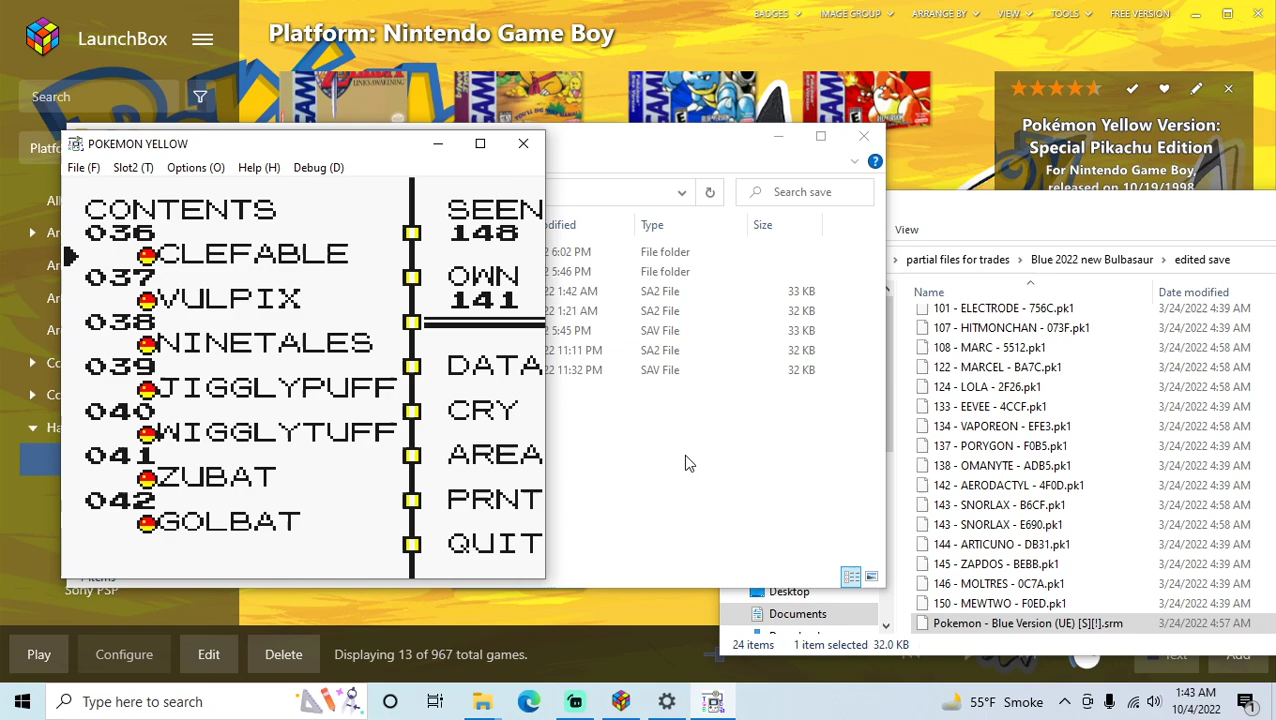 LaunchBox
Platform: Nintendo Game Boy
BADGES
IMAGE GROUP
ARRANGE BY
VIEW
TOOLS
FREE VERSION
Search
LINK'S AWAKENING
Pokémon Yellow Version:
Special Pikachu Edition
For Nintendo Game Boy,
released on 10/19/1998
POKEMON YELLOW
File (F)
Slot2 (T)
Options (O)
Help (H)
Debug (D)
CONTENTS
036
CLEFABLE
037
VULPIX
038
NINETALES
039
JIGGLYPUFF
040
WIGGLYTUFF
041
ZUBAT
042
GOLBAT
SEEN
148
OWN
141
DATA
CRY
AREA
PRNT
QUIT
Search save
Type
Size
6:02 PM File folder
5:46 PM File folder
1:42 AM SA2 File 33 KB
1:21 AM SA2 File 32 KB
5:45 PM SAV File 33 KB
11:11 PM SA2 File 32 KB
11:32 PM SAV File 32 KB
View
partial files for trades
Blue 2022 new Bulbasaur
edited save
Name
Date modified
101 - ELECTRODE - 756C.pk1 3/24/2022 4:39 AM
107 - HITMONCHAN - 073F.pk1 3/24/2022 4:39 AM
108 - MARC - 5512.pk1 3/24/2022 4:39 AM
122 - MARCEL - BA7C.pk1 3/24/2022 4:39 AM
124 - LOLA - 2F26.pk1 3/24/2022 4:39 AM
133 - EEVEE - 4CCF.pk1 3/24/2022 4:39 AM
134 - VAPOREON - EFE3.pk1 3/24/2022 4:39 AM
137 - PORYGON - F0B5.pk1 3/24/2022 4:39 AM
138 - OMANYTE - ADB5.pk1 3/24/2022 4:39 AM
142 - AERODACTYL - 4F0D.pk1 3/24/2022 4:39 AM
143 - SNORLAX - B6CF.pk1 3/24/2022 4:58 AM
143 - SNORLAX - E690.pk1 3/24/2022 4:39 AM
144 - ARTICUNO - DB31.pk1 3/24/2022 4:39 AM
145 - ZAPDOS - BEBB.pk1 3/24/2022 4:39 AM
146 - MOLTRES - 0C7A.pk1 3/24/2022 4:39 AM
150 - MEWTWO - F0ED.pk1 3/24/2022 4:39 AM
Pokemon - Blue Version (UE) [S][!].srm 3/24/2022 4:57 AM
Desktop
Documents
24 items
1 item selected 32.0 KB
Sony PSP
Play
Configure
Edit
Delete
Displaying 13 of 967 total games.
Type here to search
55°F Smoke
1:43 AM
10/4/2022
1